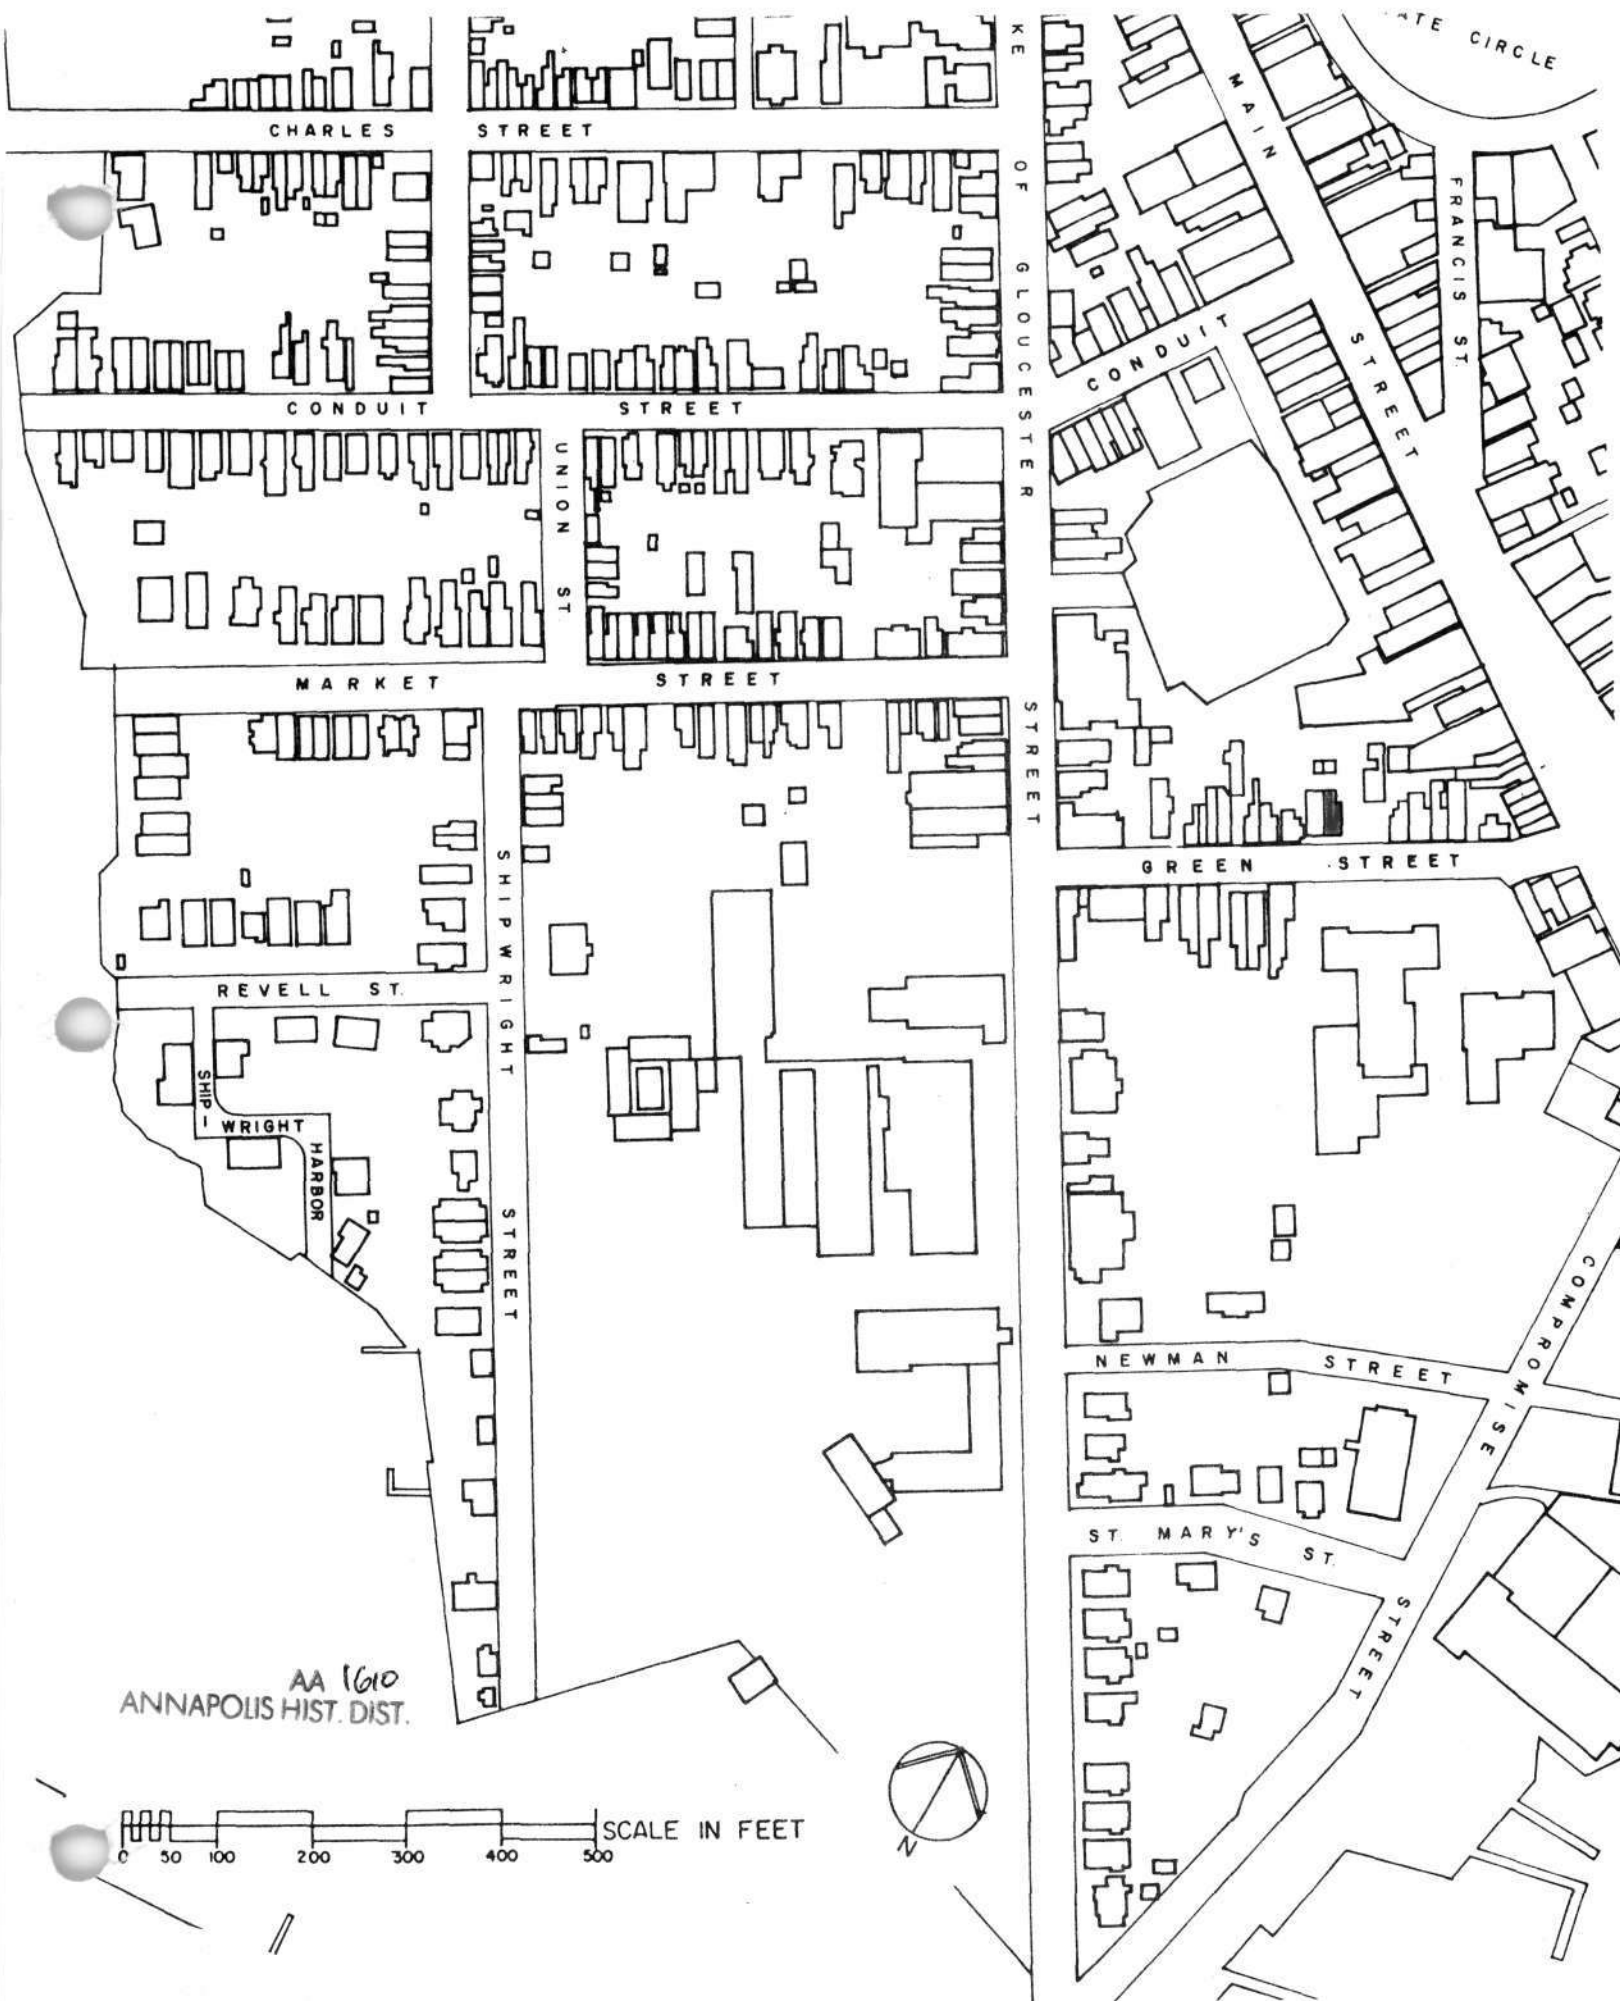 ATE CIRCLE
KE OF GLOUCESTER STREET
MAIN STREET
CHARLES STREET
FRANCIS ST.
CONDUIT
CONDUIT STREET
UNION ST
MARKET STREET
GREEN STREET
SHIPWRIGHT STREET
REVELL ST.
SHIP-
WRIGHT
HARBOR
COMPROMISE STREET
NEWMAN STREET
ST. MARY'S ST.
AA 1610
ANNAPOLIS HIST. DIST.
N
SCALE IN FEET
0 50 100 200 300 400 500